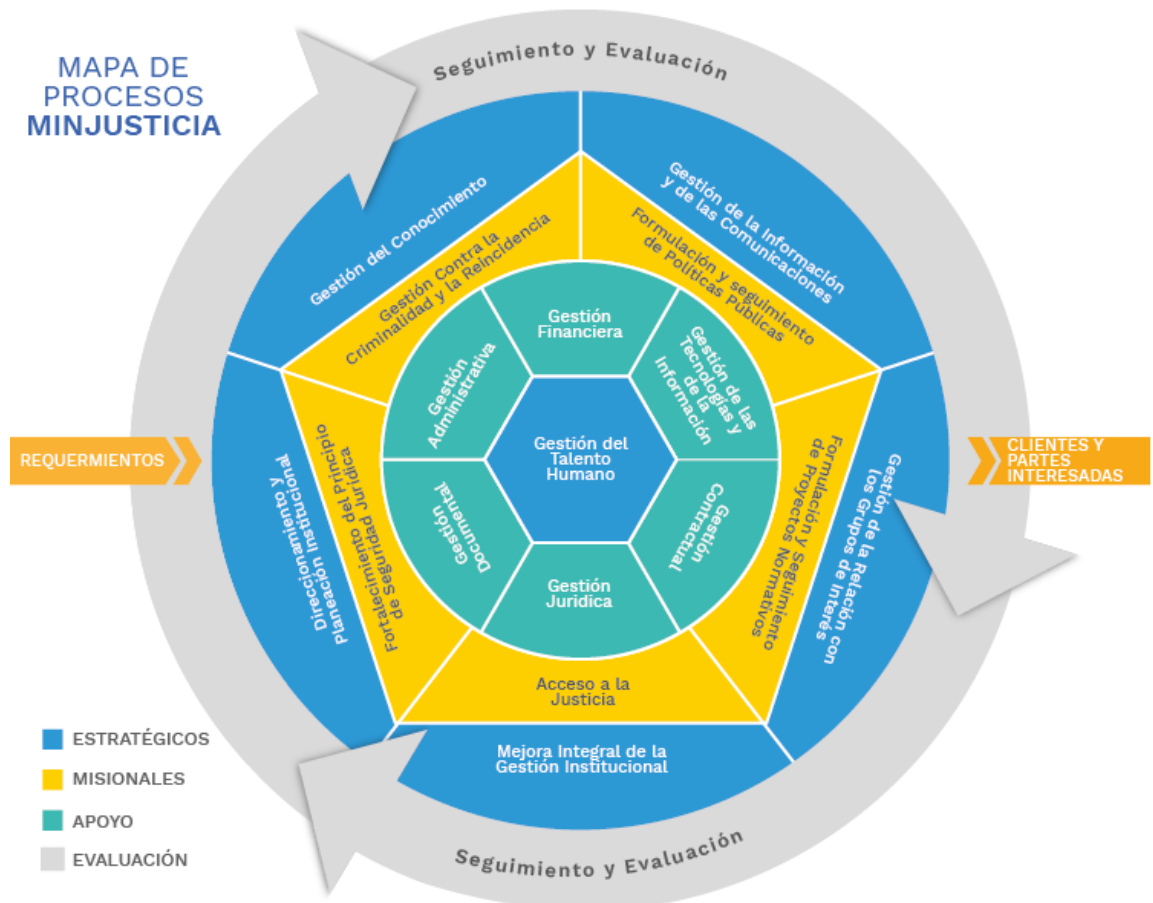 MAPA DE
PROCESOS
MINJUSTICIA
Seguimiento y Evaluación
Gestión del Conocimiento
Gestión de la Información
y de las Comunicaciones
Gestión Contra la
Criminalidad y la Reincidencia
Formulación y seguimiento
de Políticas Públicas
Gestión
Financiera
Gestión
Administrativa
Gestión de las
Tecnologías y
de la
Información
Gestión del
Talento
Humano
REQUERMIENTOS
CLIENTES Y
PARTES
INTERESADAS
Direccionamiento y
Planeación Institucional
Fortalecimiento del Principio
de Seguridad Jurídica
Gestión
Documental
Gestión
Contractual
Formulación y Seguimiento
de Proyectos Normativos
Gestión de la Relación con
los Grupos de Interés
Gestión
Jurídica
Acceso a la
Justicia
Mejora Integral de la
Gestión Institucional
Seguimiento y Evaluación
ESTRATÉGICOS
MISIONALES
APOYO
EVALUACIÓN